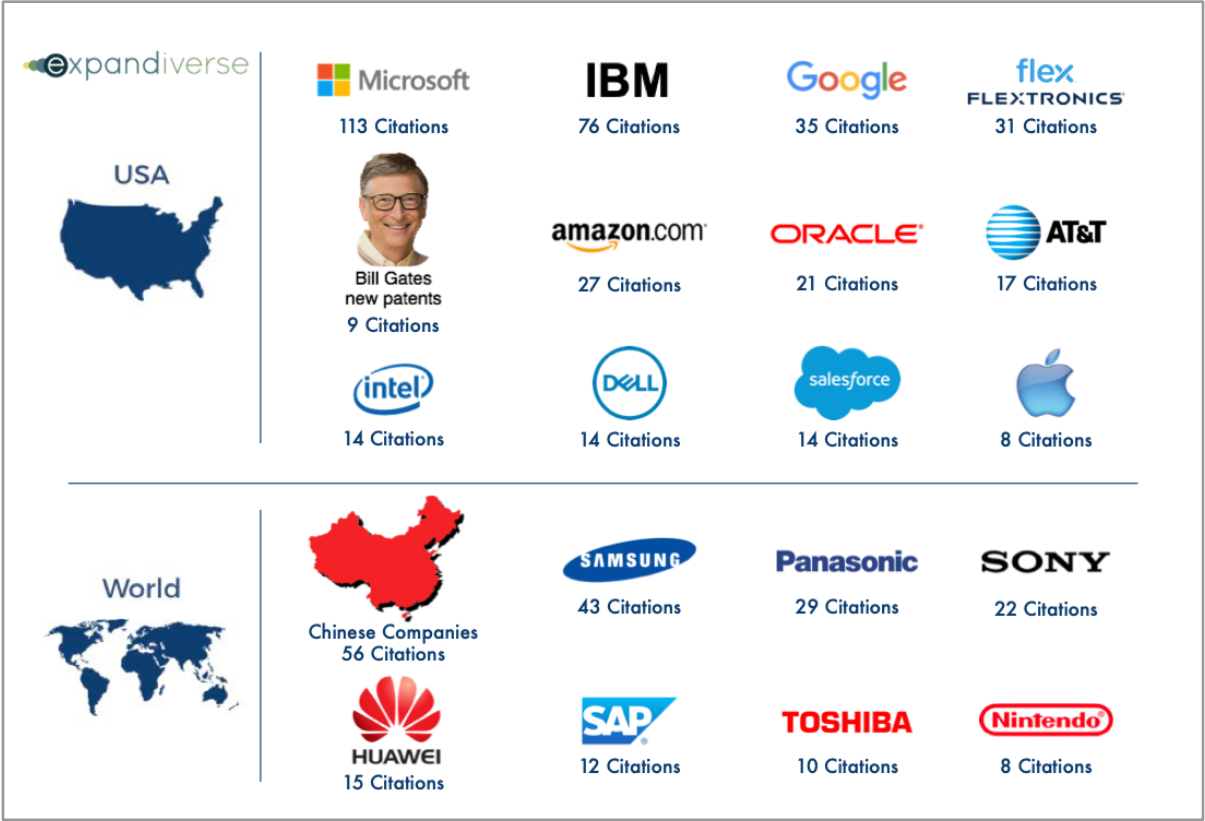 expandiverse
Microsoft
IBM
Google
flex
FLEXTRONICS
113 Citations
76 Citations
35 Citations
31 Citations
USA
amazon.com
ORACLE
AT&T
Bill Gates
new patents
9 Citations
27 Citations
21 Citations
17 Citations
intel
DELL
salesforce
14 Citations
14 Citations
14 Citations
8 Citations
World
Chinese Companies
56 Citations
SAMSUNG
43 Citations
Panasonic
29 Citations
SONY
22 Citations
HUAWEI
15 Citations
SAP
12 Citations
TOSHIBA
10 Citations
Nintendo
8 Citations